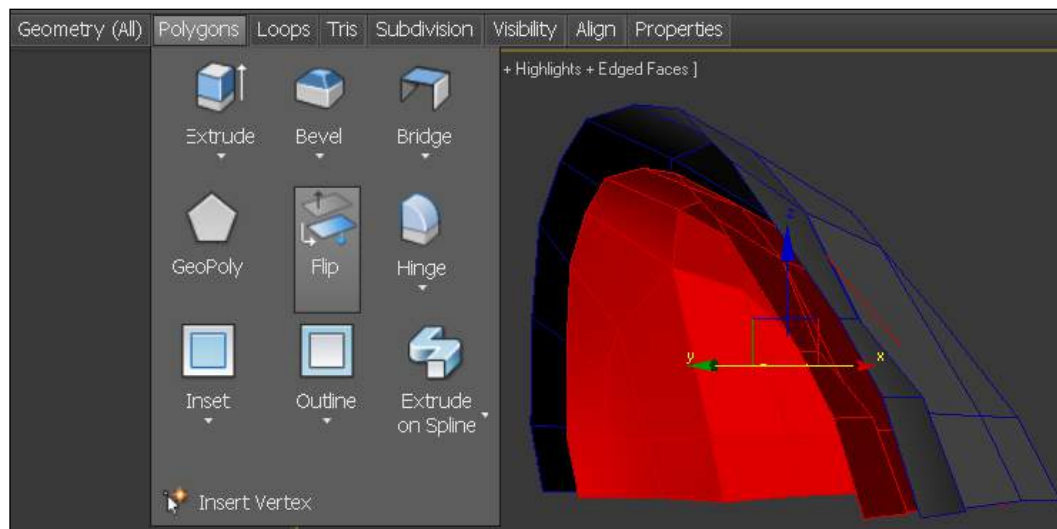 Geometry (All) Polygons Loops Tris Subdivision Visibility Align Properties
+ Highlights + Edged Faces ]
Extrude Bevel Bridge
GeoPoly Flip Hinge
Inset Outline Extrude
on Spline
Insert Vertex
z
y x